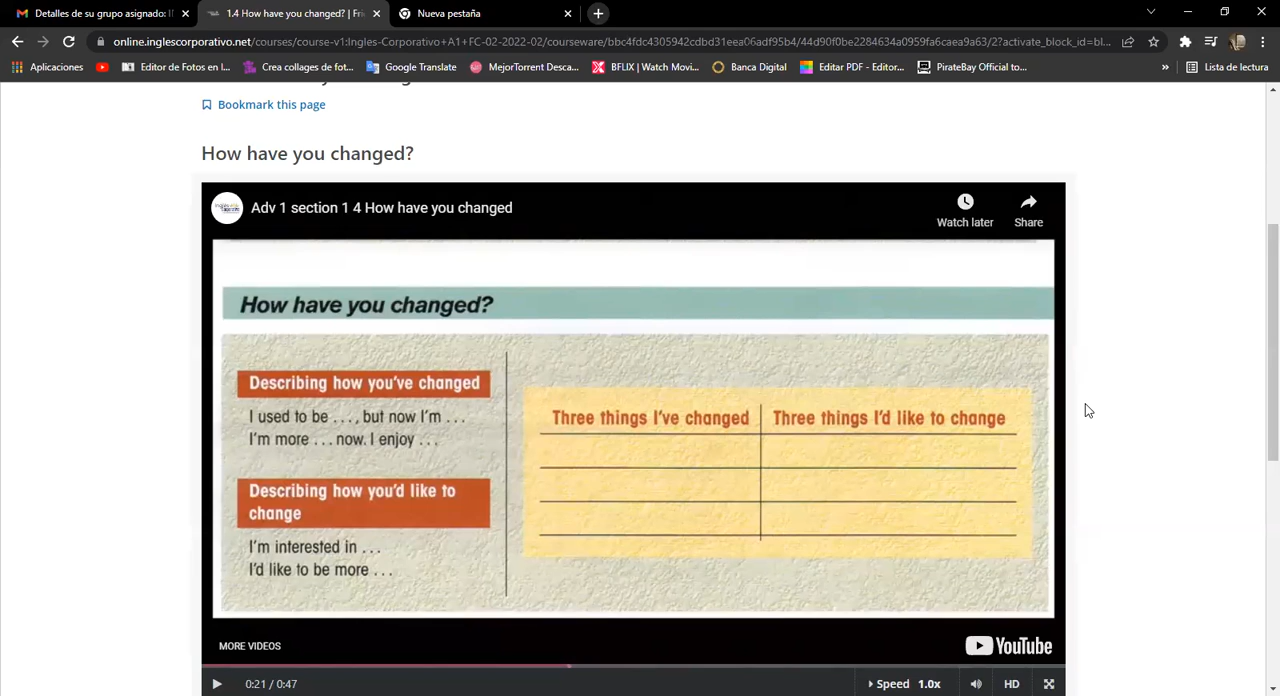 Detalles de su grupo asignado: I
1.4 How have you changed? | Fri
Nueva pestaña
online.inglescorporativo.net/courses/course-v1:Ingles-Corporativo+A1+FC-02-2022-02/courseware/bbc4fdc4305942cdbd31eea06adf95b4/44d90f0be2284634a0959fa6caea9a63/2?activate_block_id=bl...
Aplicaciones
Editor de Fotos en l...
Crea collages de fot...
Google Translate
MejorTorrent Desca...
BFLIX | Watch Movi...
Banca Digital
Editar PDF - Editor...
PirateBay Official to...
»
Lista de lectura
Bookmark this page
How have you changed?
Adv 1 section 1 4 How have you changed
Watch later
Share
How have you changed?
Describing how you've changed
I used to be . . . , but now I'm . . .
I'm more . . . now. I enjoy . . .
Describing how you'd like to
change
I'm interested in . . .
I'd like to be more . . .
Three things I've changed
Three things I'd like to change
MORE VIDEOS
YouTube
0:21 / 0:47
Speed 1.0x
HD